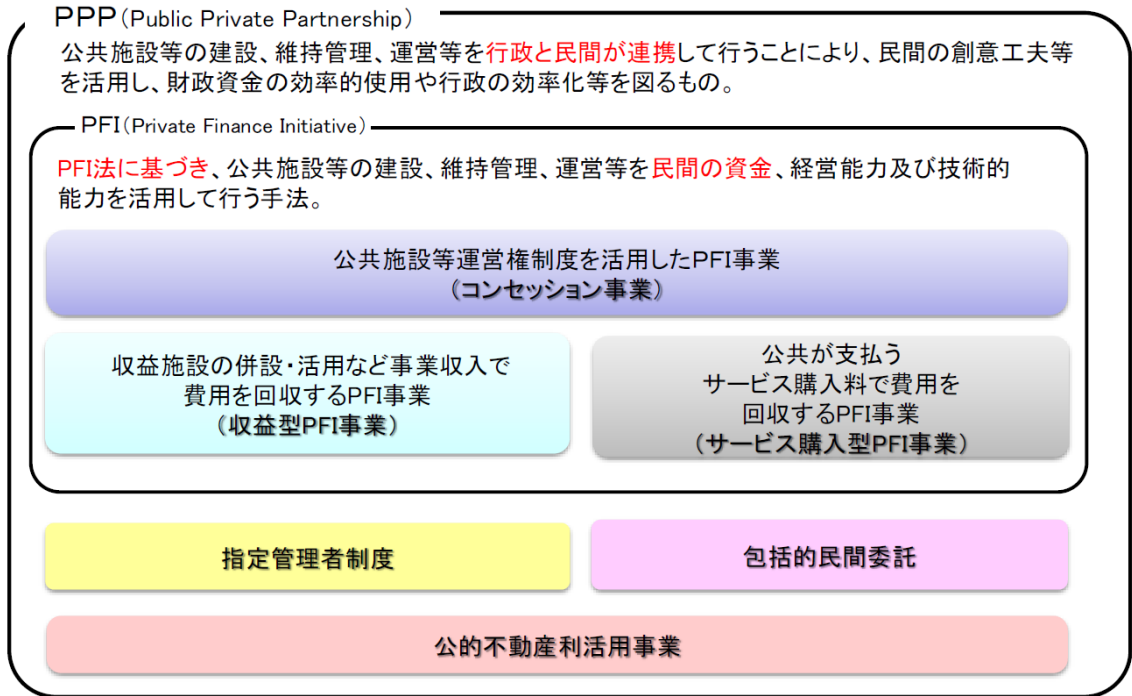 PPP(Public Private Partnership)
公共施設等の建設、維持管理、運営等を行政と民間が連携して行うことにより、民間の創意工夫等
を活用し、財政資金の効率的使用や行政の効率化等を図るもの。
PFI(Private Finance Initiative)
PFI法に基づき、公共施設等の建設、維持管理、運営等を民間の資金、経営能力及び技術的
能力を活用して行う手法。
公共施設等運営権制度を活用したPFI事業
(コンセッション事業)
収益施設の併設・活用など事業収入で
費用を回収するPFI事業
(収益型PFI事業)
公共が支払う
サービス購入料で費用を
回収するPFI事業
(サービス購入型PFI事業)
指定管理者制度
包括的民間委託
公的不動産利活用事業